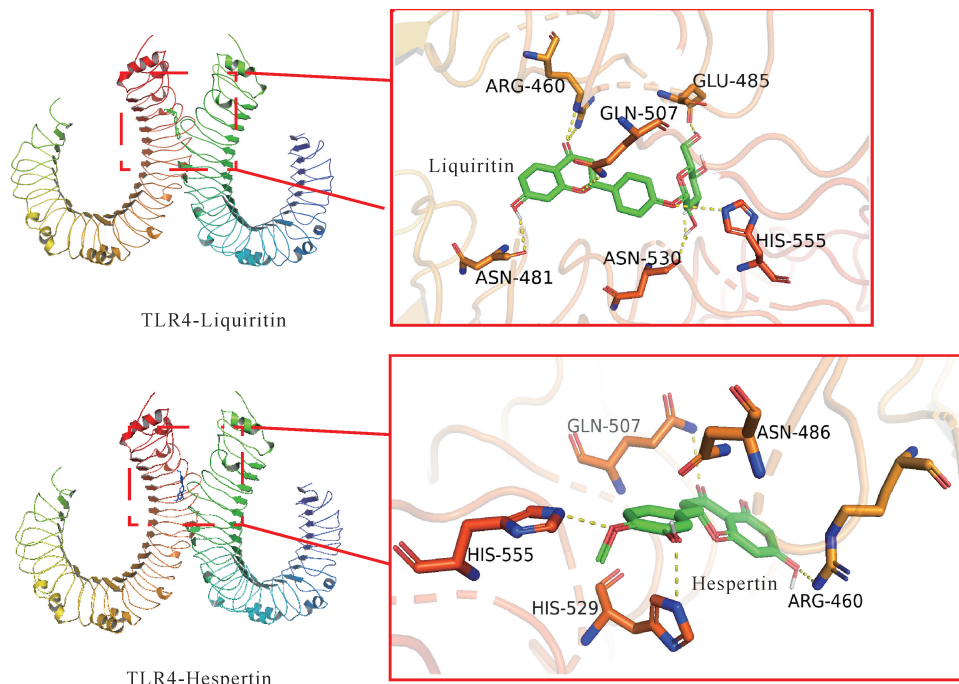 ARG-460
GLU-485
GLN-507
Liquiritin
HIS-555
ASN-530
ASN-481
TLR4-Liquiritin
GLN-507
ASN-486
HIS-555
Hespertin
ARG-460
HIS-529
TLR4-Hespertin